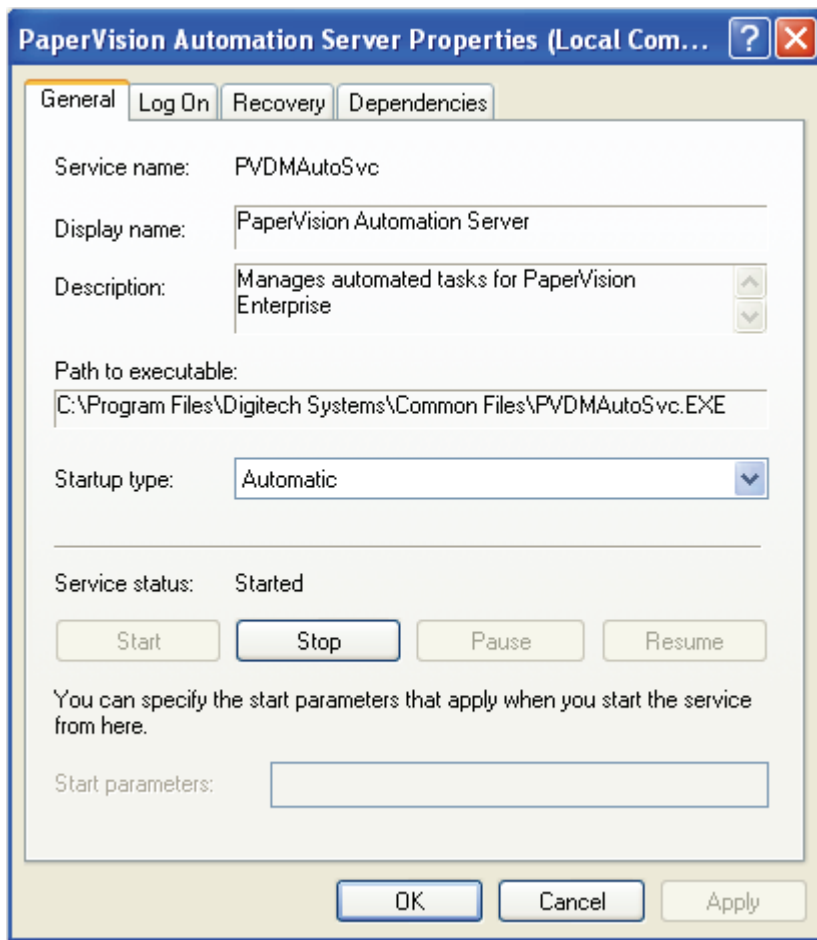 PaperVision Automation Server Properties (Local Com...
General Log On Recovery Dependencies
Service name: PVDMAutoSvc
Display name: PaperVision Automation Server
Description: Manages automated tasks for PaperVision
Enterprise
Path to executable:
C:\Program Files\Digitech Systems\Common Files\PVDMAutoSvc.EXE
Startup type: Automatic
Service status: Started
Start Stop Pause Resume
You can specify the start parameters that apply when you start the service
from here.
Start parameters:
OK Cancel Apply